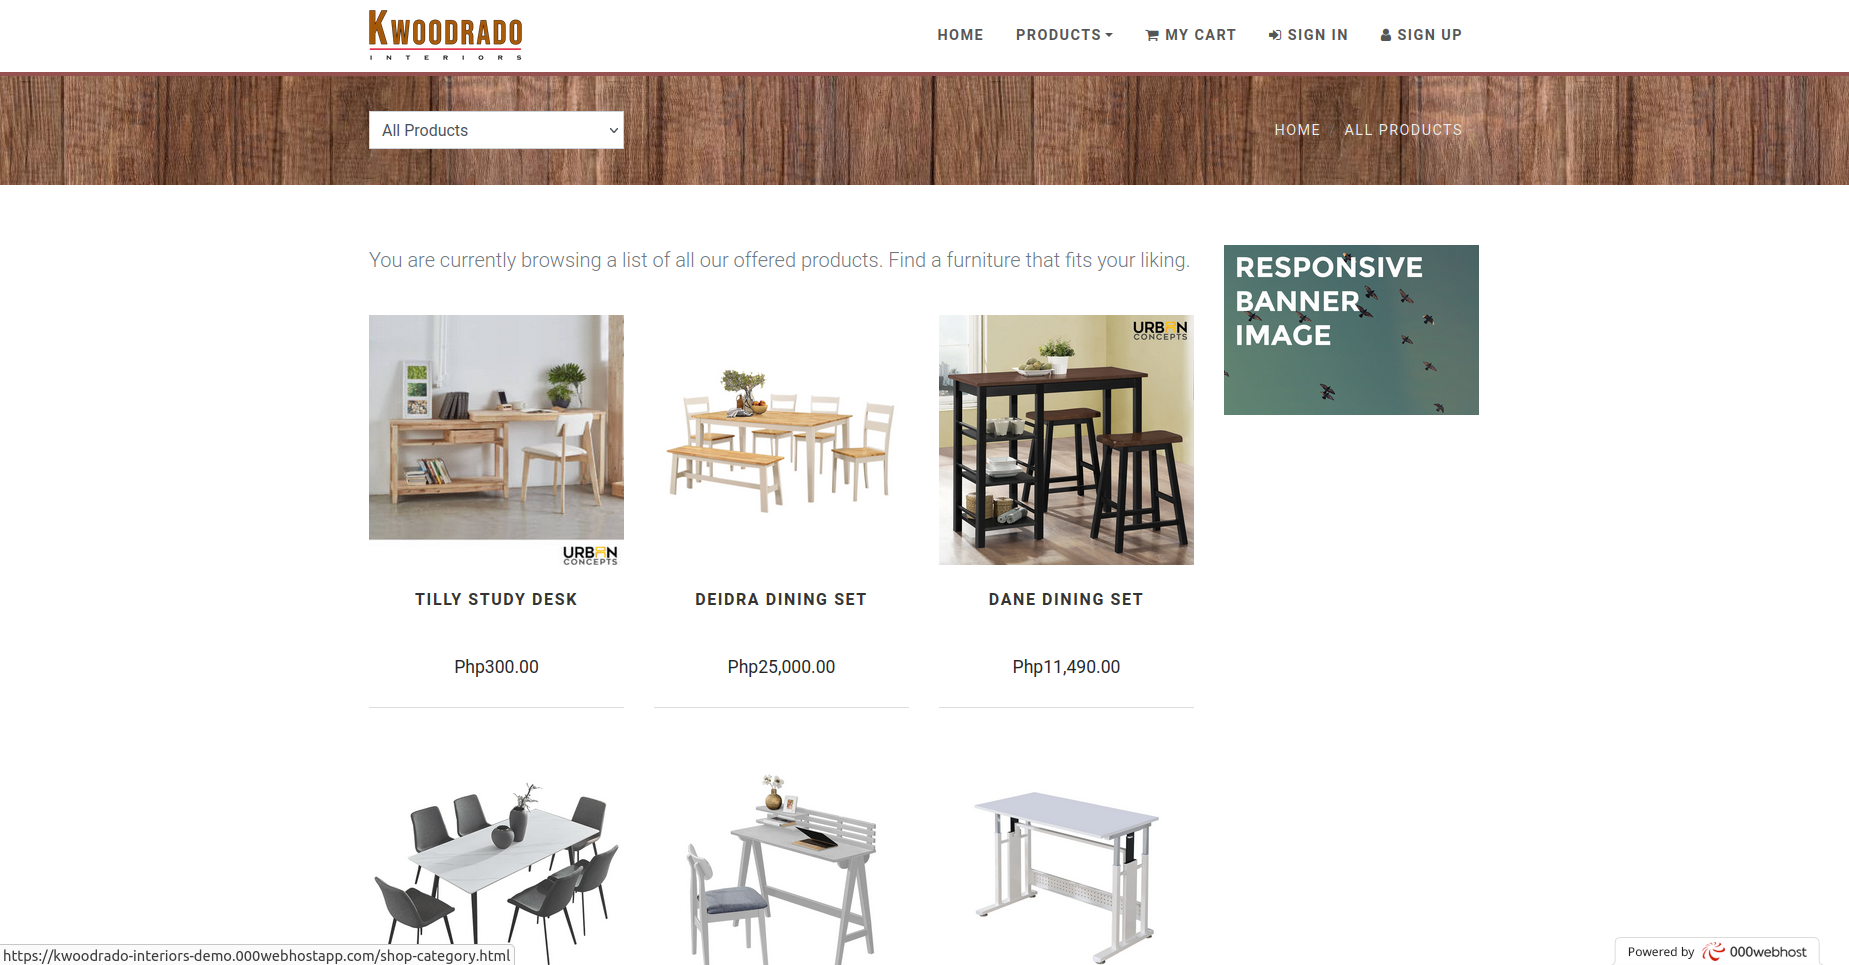 KWOODRADO
INTERIORS
HOME
PRODUCTS
MY CART
SIGN IN
SIGN UP
All Products
HOME
ALL PRODUCTS
You are currently browsing a list of all our offered products. Find a furniture that fits your liking.
RESPONSIVE
BANNER
IMAGE
URBAN
CONCEPTS
URBAN
CONCEPTS
TILLY STUDY DESK
DEIDRA DINING SET
DANE DINING SET
Php300.00
Php25,000.00
Php11,490.00
https://kwoodrado-interiors-demo.000webhostapp.com/shop-category.html
Powered by 000webhost